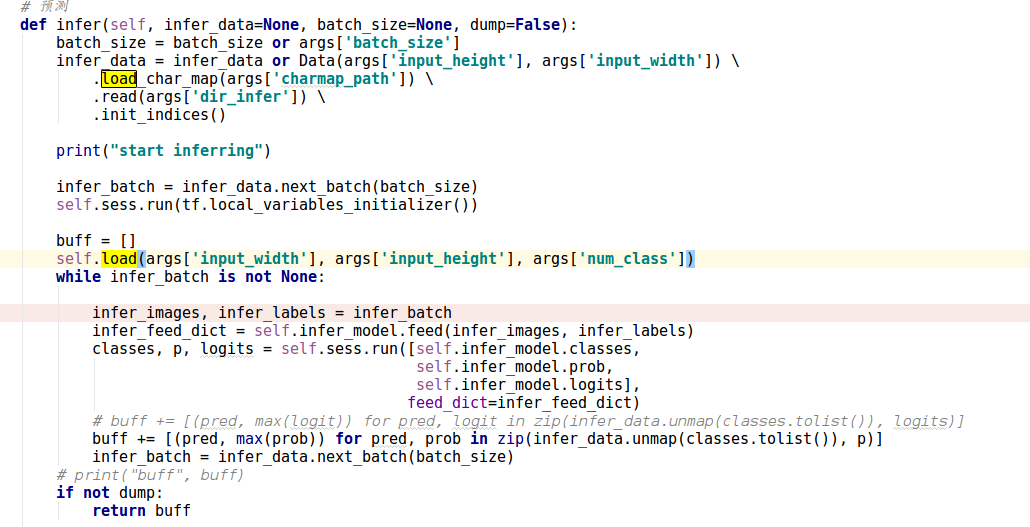 # 预测
def infer(self, infer_data=None, batch_size=None, dump=False):
    batch_size = batch_size or args['batch_size']
    infer_data = infer_data or Data(args['input_height'], args['input_width']) \
        .load_char_map(args['charmap_path']) \
        .read(args['dir_infer']) \
        .init_indices()

    print("start inferring")

    infer_batch = infer_data.next_batch(batch_size)
    self.sess.run(tf.local_variables_initializer())

    buff = []
    self.load(args['input_width'], args['input_height'], args['num_class'])
    while infer_batch is not None:

        infer_images, infer_labels = infer_batch
        infer_feed_dict = self.infer_model.feed(infer_images, infer_labels)
        classes, p, logits = self.sess.run([self.infer_model.classes,
                                            self.infer_model.prob,
                                            self.infer_model.logits],
                                           feed_dict=infer_feed_dict)
        # buff += [(pred, max(logit)) for pred, logit in zip(infer_data.unmap(classes.tolist()), logits)]
        buff += [(pred, max(prob)) for pred, prob in zip(infer_data.unmap(classes.tolist()), p)]
        infer_batch = infer_data.next_batch(batch_size)
    # print("buff", buff)
    if not dump:
        return buff